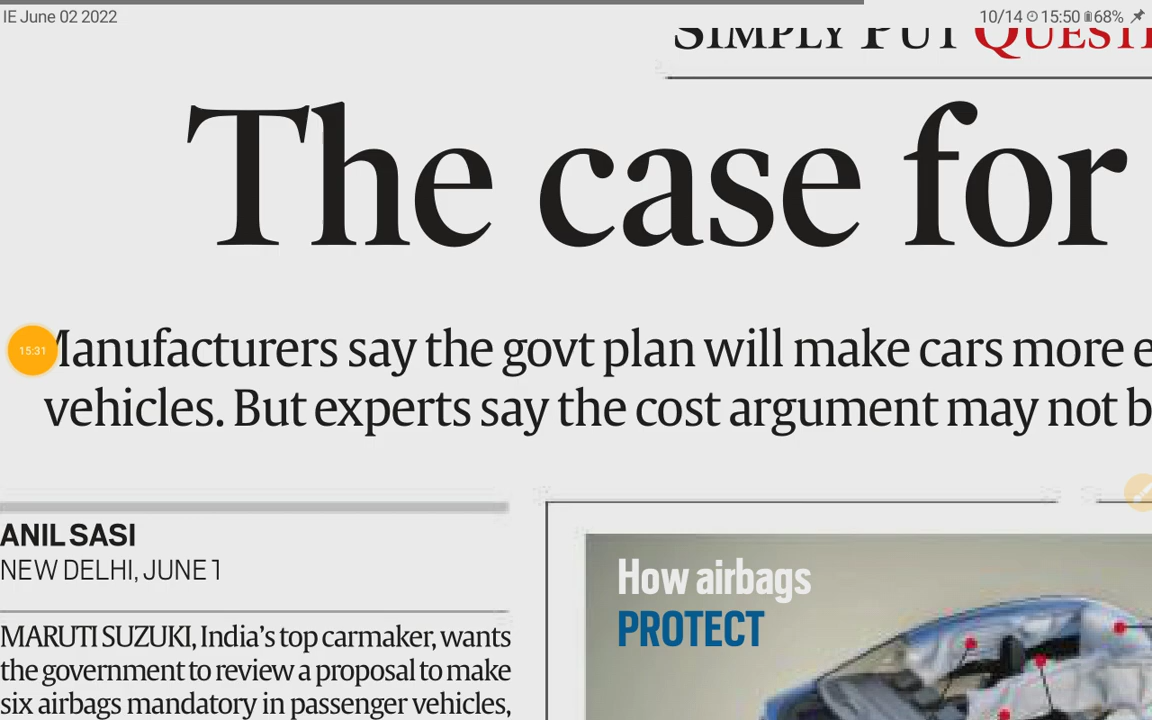 IE June 02 2022
10/14 15:50 68%
SIMPLY PUT
The case for
Manufacturers say the govt plan will make cars more
vehicles. But experts say the cost argument may not
15:31
ANIL SASI
NEW DELHI, JUNE 1
How airbags
PROTECT
MARUTI SUZUKI, India's top carmaker, wants
the government to review a proposal to make
six airbags mandatory in passenger vehicles,